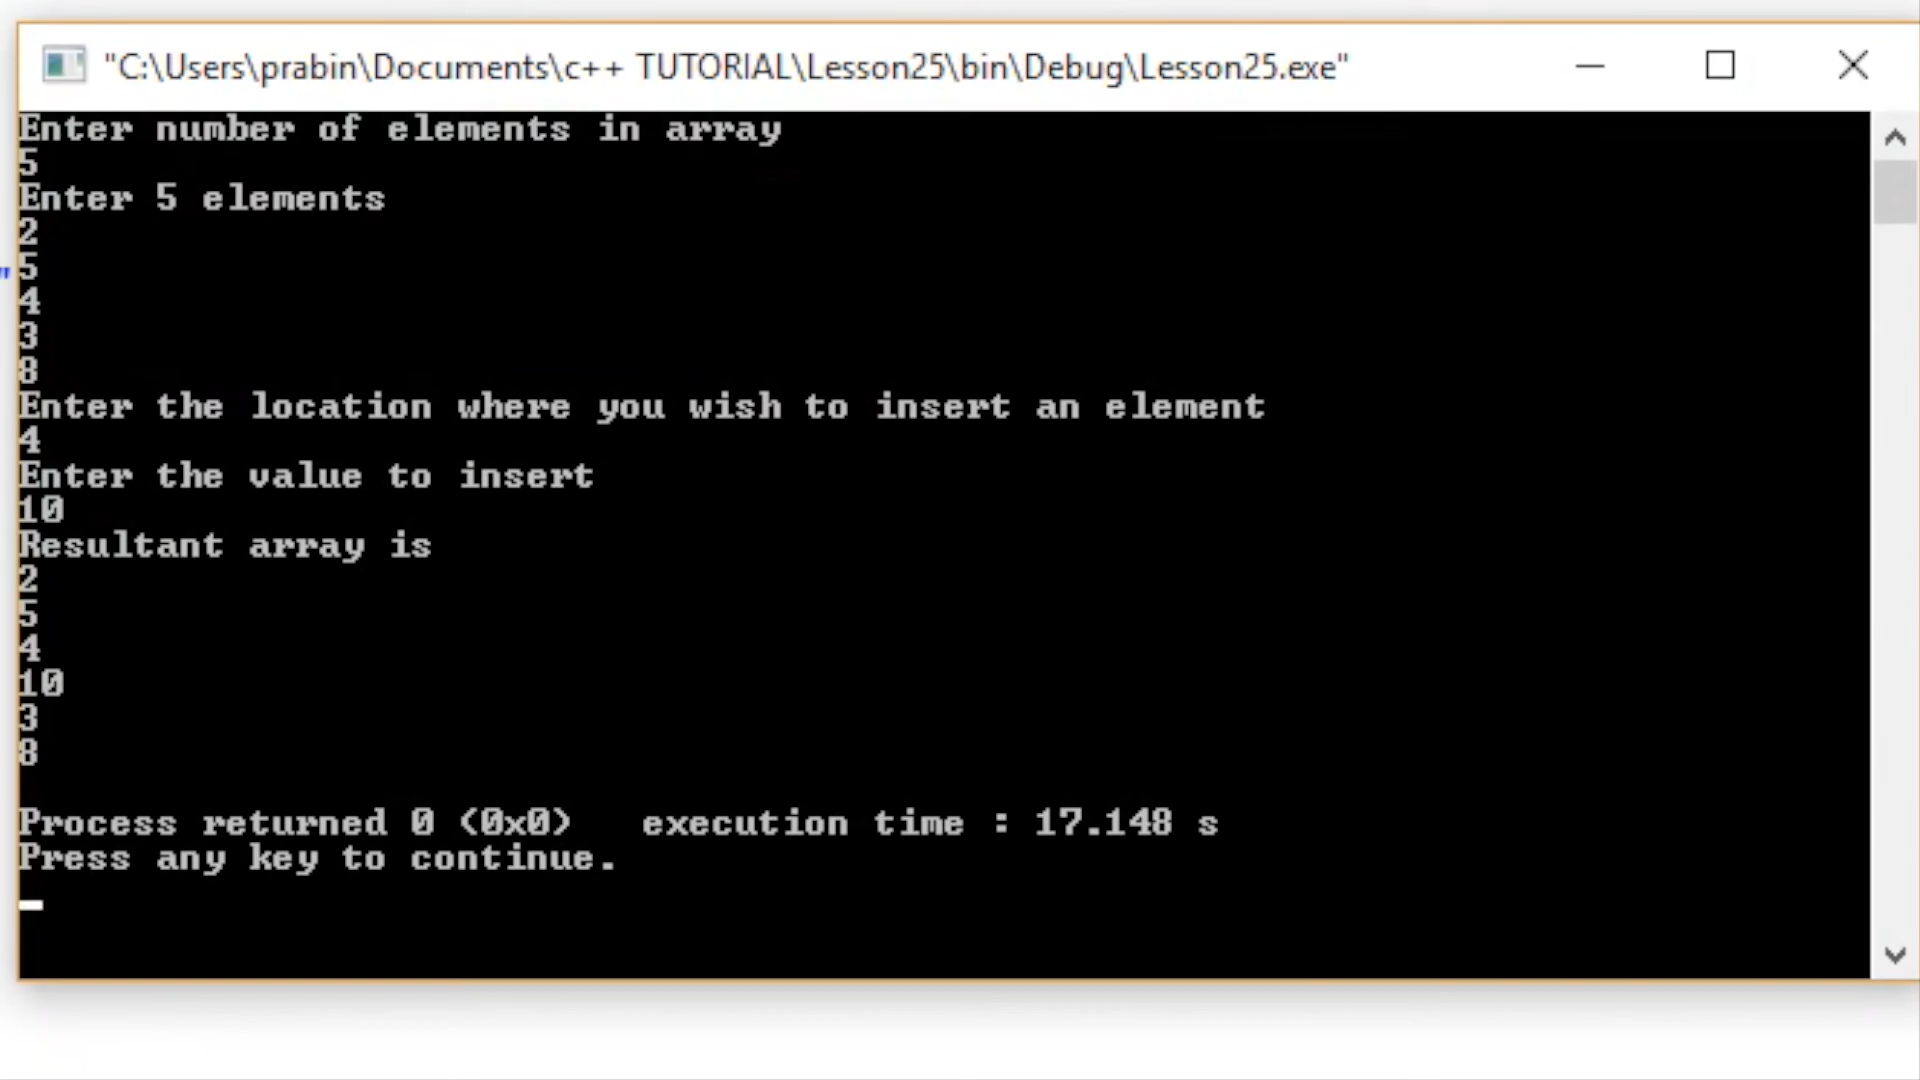 "C:\Users\prabin\Documents\c++ TUTORIAL\Lesson25\bin\Debug\Lesson25.exe"
Enter number of elements in array
5
Enter 5 elements
2
"
5
4
3
8
Enter the location where you wish to insert an element
4
Enter the value to insert
10
Resultant array is
2
5
4
10
3
8
Process returned 0 (0x0)   execution time : 17.148 s
Press any key to continue.